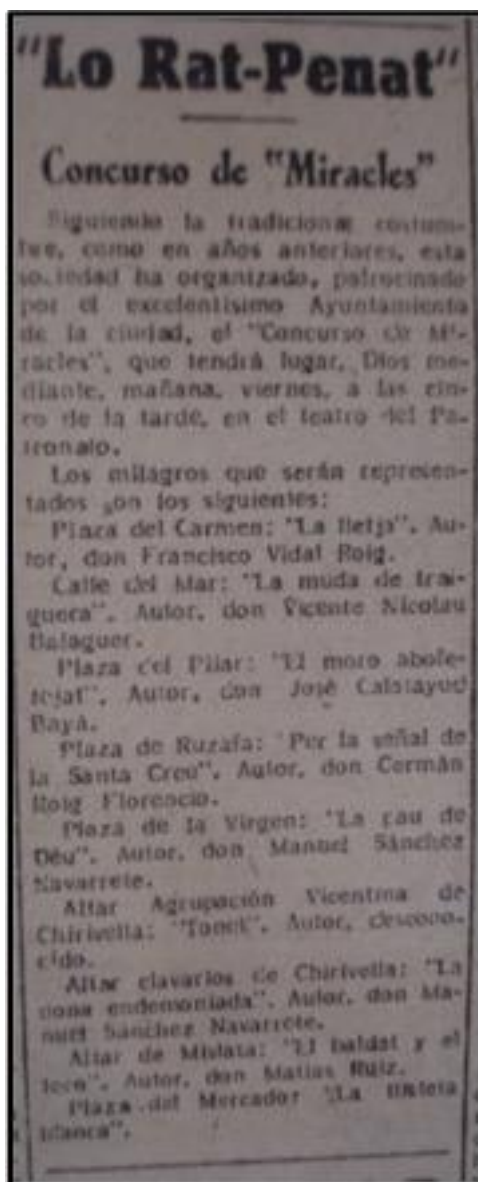 "Lo Rat-Penat"
Concurso de "Miracles"
Siguiendo la tradicional costum-
bre, como en años anteriores, esta
sociedad ha organizado, patrocinado
por el excelentísimo Ayuntamiento
de la ciudad, el "Concurso de Mi-
racles", que tendrá lugar, Dios me-
diante, mañana, viernes, a las cin-
co de la tarde, en el teatro del Pa-
tronato.
Los milagros que serán represen-
tados son los siguientes:
Plaza del Carmen: "La lletja". Au-
tor, don Francisco Vidal Roig.
Calle del Mar: "La muda de trai-
guera". Autor, don Vicente Nicolau
Balaguer.
Plaza del Pilar: "El moro abofe-
tejat". Autor, don José Calatayud
Bayá.
Plaza de Ruzafa: "Per la señal de
la Santa Creu". Autor, don Germán
Roig Florencio.
Plaza de la Virgen: "La pau de
Déu". Autor, don Manuel Sánchez
Navarrete.
Altar Agrupación Vicentina de
Chirivella: "Tonet". Autor, descono-
cido.
Altar clavarios de Chirivella: "La
dona endemoniada". Autor, don Ma-
nuel Sánchez Navarrete.
Altar de Mislata: "El baldat y el
loco". Autor, don Matías Ruiz.
Plaza del Mercador "La
blanca".